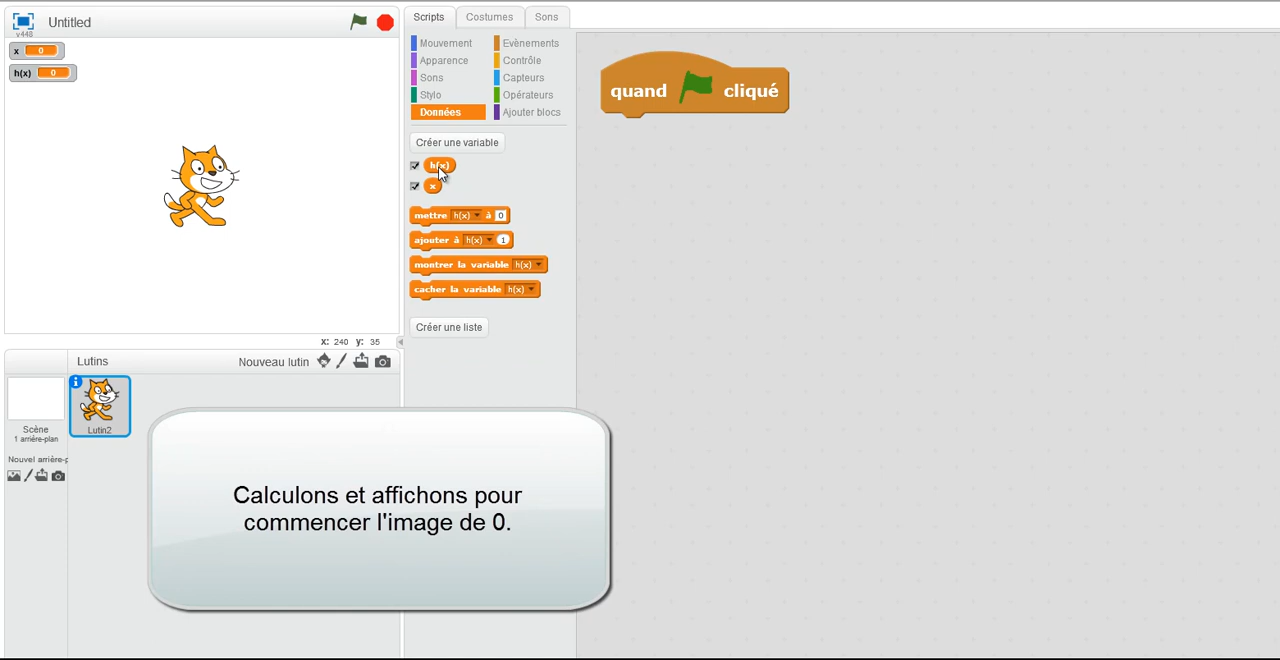 Untitled
v448
x 0
h(x) 0
x: 240 y: 35
Scripts Costumes Sons
Mouvement Evènements
Apparence Contrôle
Sons Capteurs
Stylo Opérateurs
Données Ajouter blocs
Créer une variable
h(x)
x
mettre h(x) à 0
ajouter à h(x) 1
montrer la variable h(x)
cacher la variable h(x)
Créer une liste
quand cliqué
Lutins Nouveau lutin
Scène
1 arrière-plan
Nouvel arrière-p
Lutin2
Calculons et affichons pour
commencer l'image de 0.